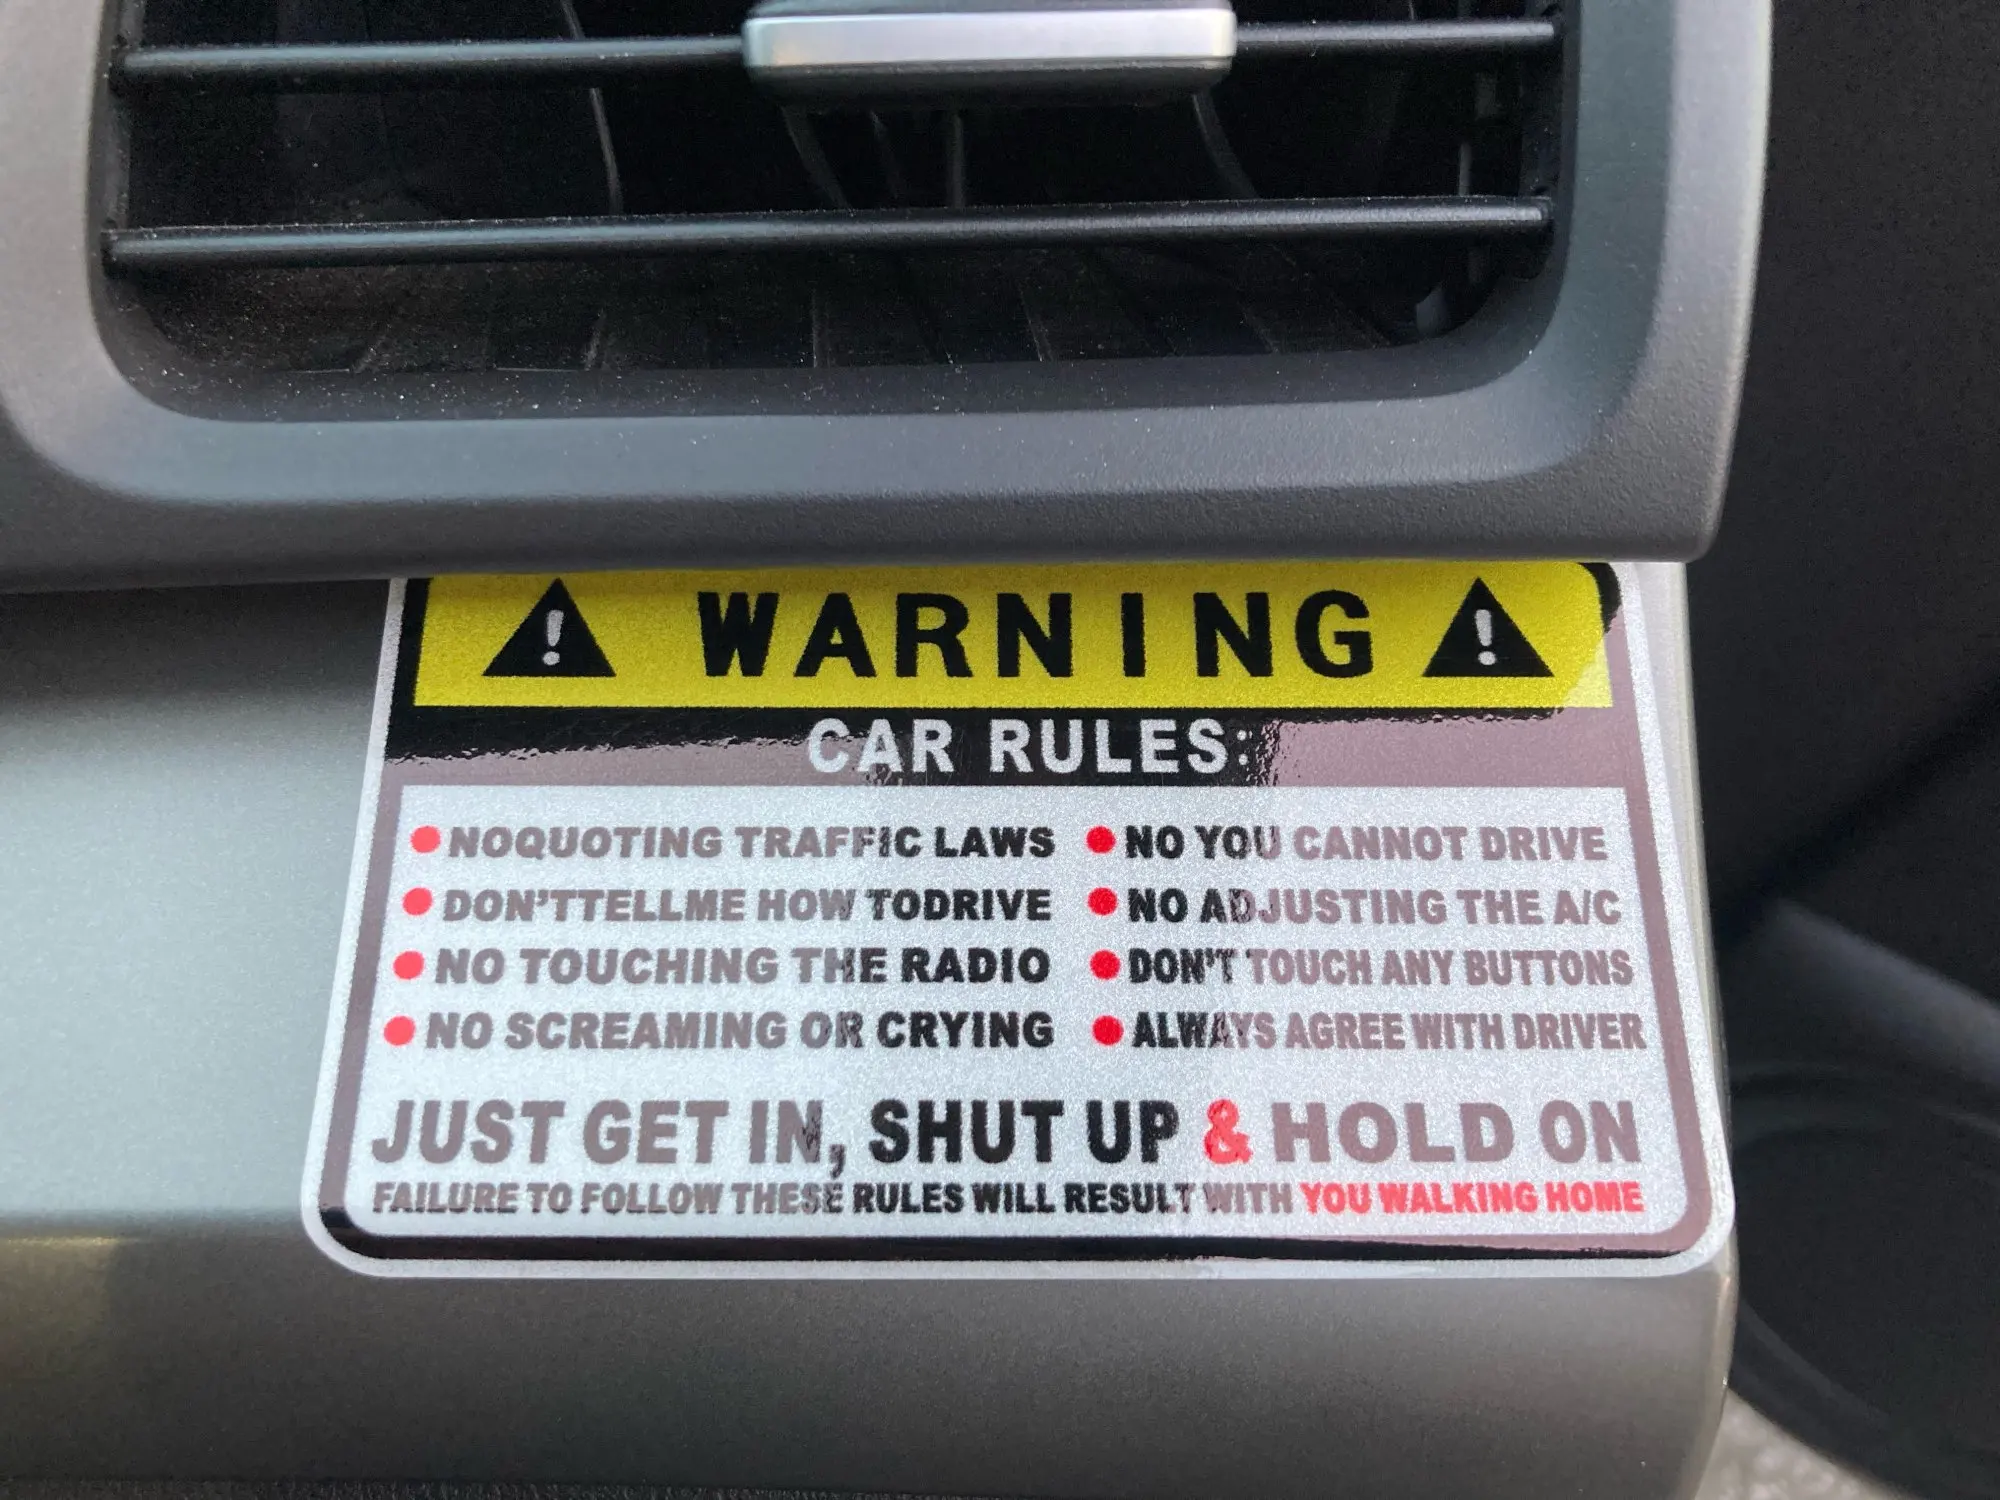 ! WARNING !
CAR RULES:
• NOQUOTING TRAFFIC LAWS
• DON'TTELLME HOW TODRIVE
• NO TOUCHING THE RADIO
• NO SCREAMING OR CRYING
• NO YOU CANNOT DRIVE
• NO ADJUSTING THE A/C
• DON'T TOUCH ANY BUTTONS
• ALWAYS AGREE WITH DRIVER
JUST GET IN, SHUT UP & HOLD ON
FAILURE TO FOLLOW THESE RULES WILL RESULT WITH YOU WALKING HOME